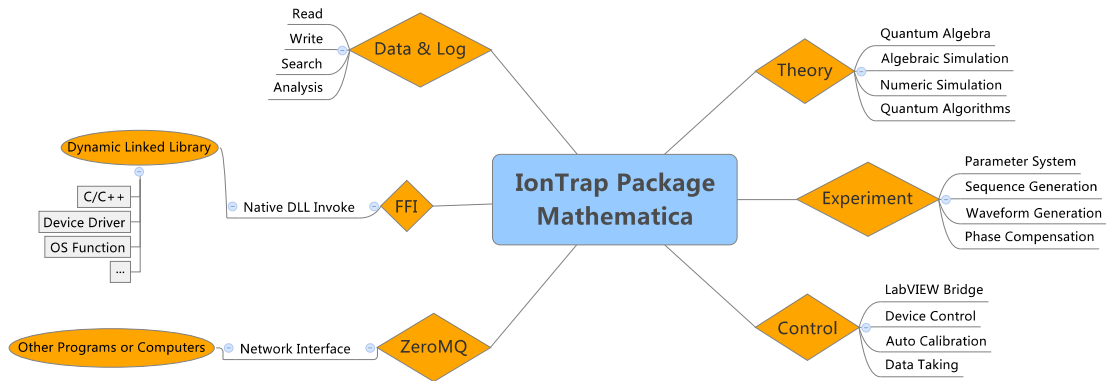 IonTrap Package
Mathematica
Data & Log
Read
Write
Search
Analysis
FFI
Native DLL Invoke
Dynamic Linked Library
C/C++
Device Driver
OS Function
...
ZeroMQ
Network Interface
Other Programs or Computers
Theory
Quantum Algebra
Algebraic Simulation
Numeric Simulation
Quantum Algorithms
Experiment
Parameter System
Sequence Generation
Waveform Generation
Phase Compensation
Control
LabVIEW Bridge
Device Control
Auto Calibration
Data Taking